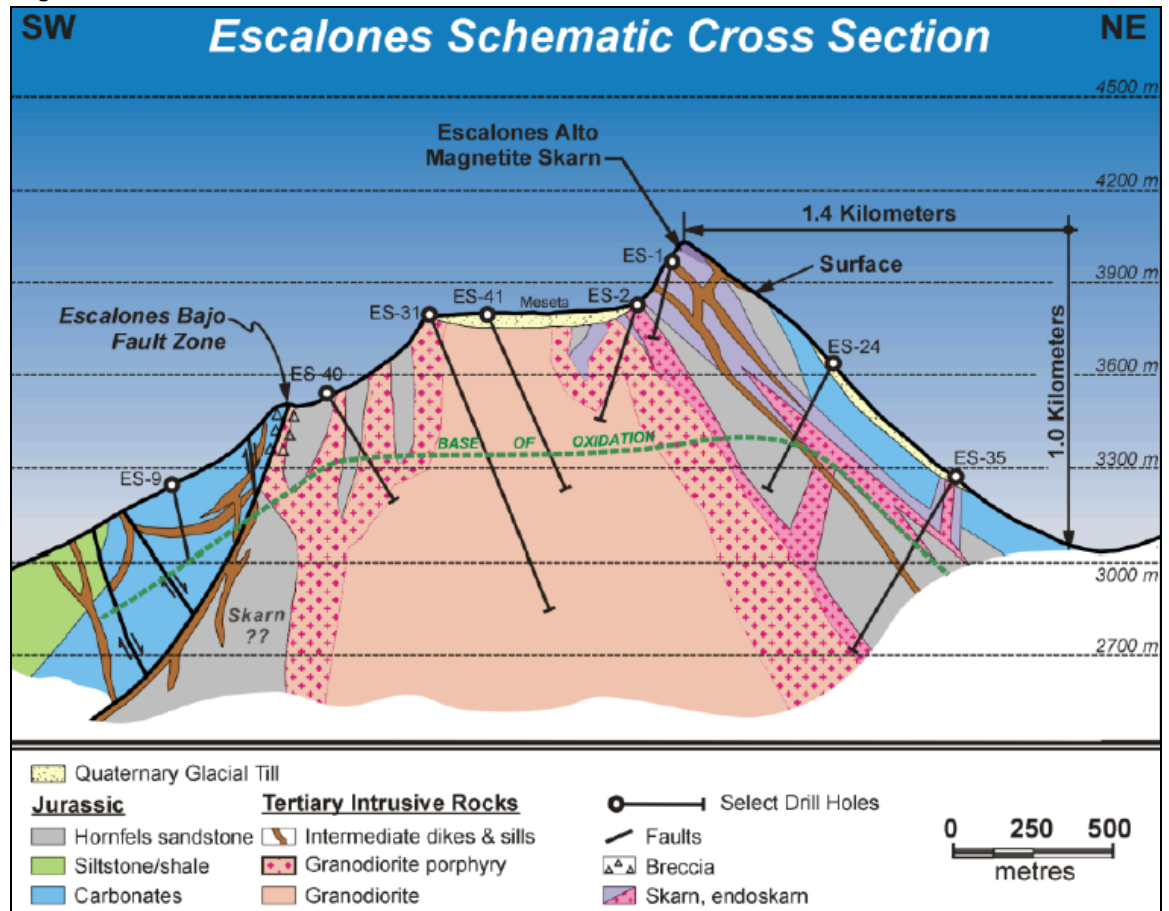 SW
Escalones Schematic Cross Section
NE
4500 m
Escalones Alto
Magnetite Skarn
4200 m
1.4 Kilometers
ES-1
Surface
3900 m
ES-41
Meseta
ES-2
ES-31
Escalones Bajo
Fault Zone
ES-24
3600 m
ES-40
1.0 Kilometers
BASE OF OXIDATION
3300 m
ES-9
ES-35
3000 m
Skarn
??
2700 m
Quaternary Glacial Till
Jurassic
Tertiary Intrusive Rocks
Select Drill Holes
Hornfels sandstone
Intermediate dikes & sills
Faults
0 250 500
Siltstone/shale
Granodiorite porphyry
Breccia
metres
Carbonates
Granodiorite
Skarn, endoskarn